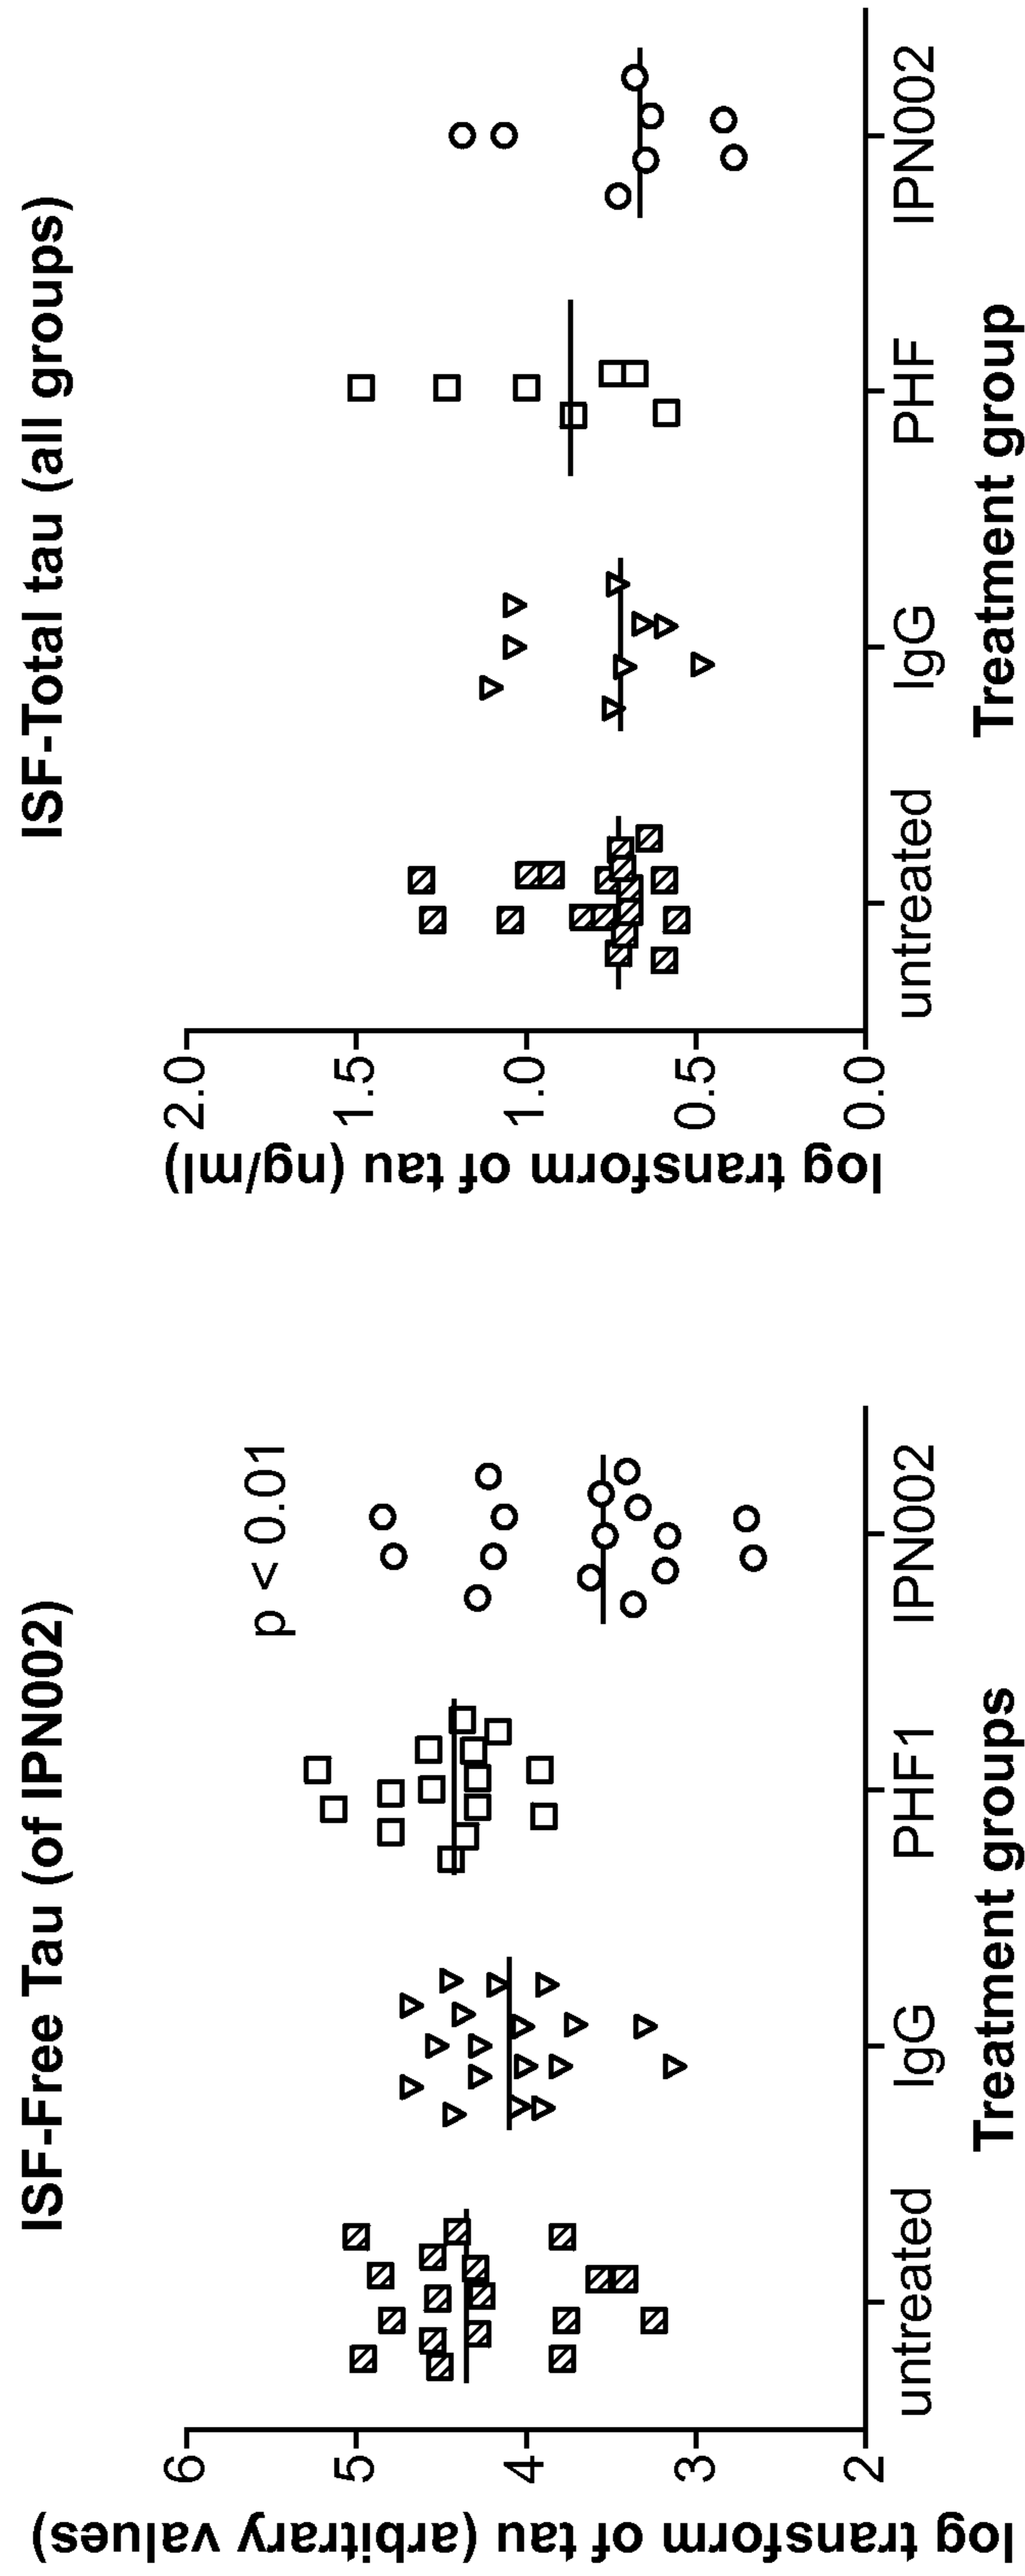 ISF-Free Tau (of IPN002)
p < 0.01
log transform of tau (arbitrary values)
6
5
4
3
2
untreated IgG PHF1 IPN002
Treatment groups
ISF-Total tau (all groups)
log transform of tau (ng/ml)
2.0
1.5
1.0
0.5
0.0
untreated IgG PHF IPN002
Treatment group